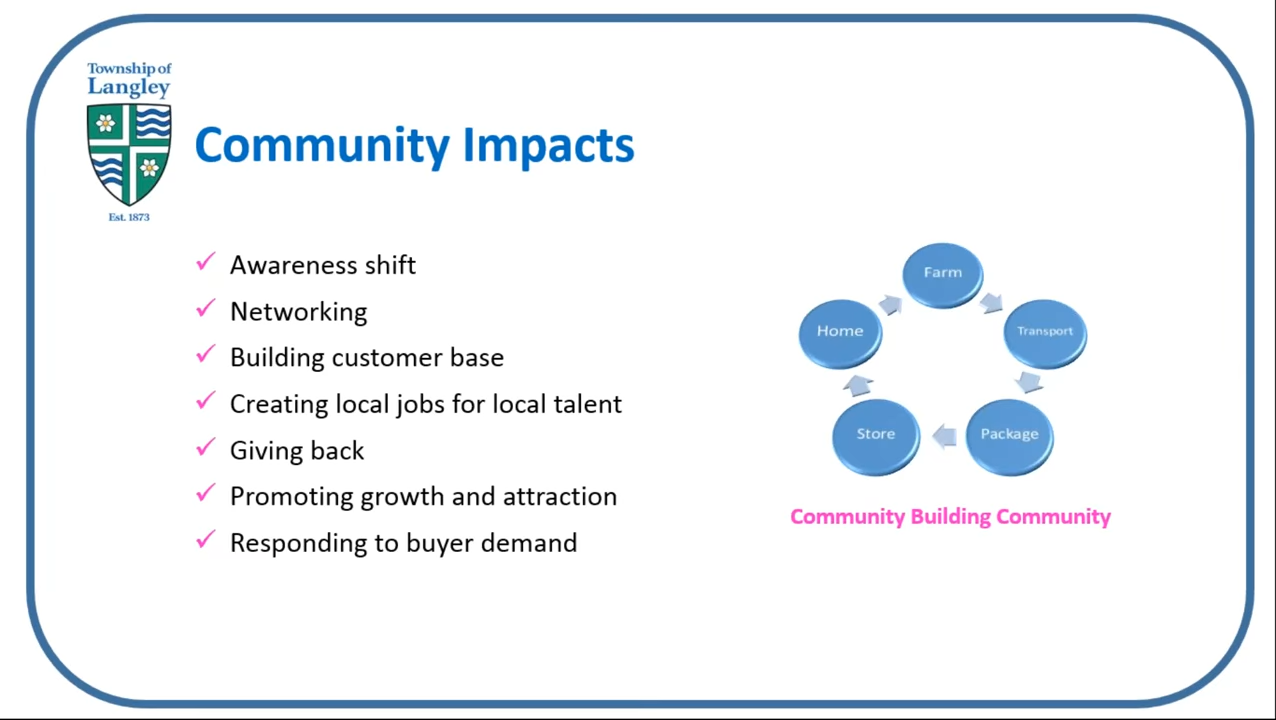 Township of
Langley
Est. 1873
Community Impacts
✓ Awareness shift
✓ Networking
✓ Building customer base
✓ Creating local jobs for local talent
✓ Giving back
✓ Promoting growth and attraction
✓ Responding to buyer demand
Farm
Transport
Package
Store
Home
Community Building Community